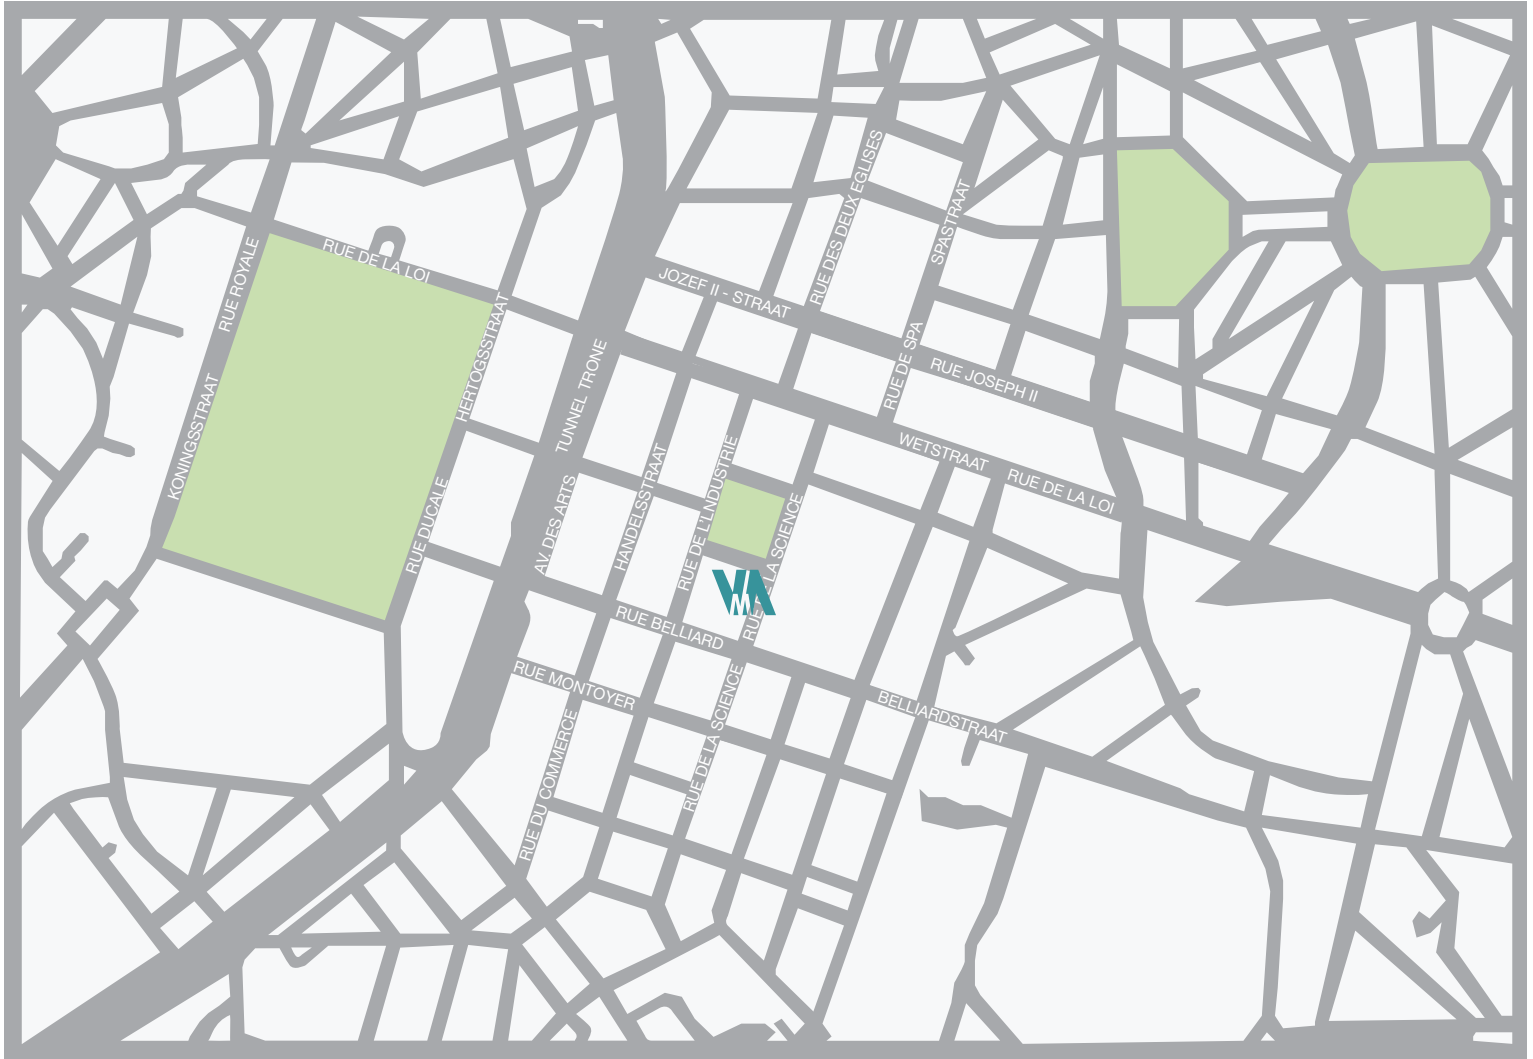 RUE DE LA LOI
RUE ROYALE
KONINGSSTRAAT
HERTOGSSTRAAT
RUE DUCALE
TUNNEL TRONE
AV. DES ARTS
HANDELSSTRAAT
RUE DE L'LNDUSTRIE
RUE DE LA SCIENCE
JOZEF II - STRAAT
RUE DES DEUX EGLISES
SPASTRAAT
RUE DE SPA
RUE JOSEPH II
WETSTRAAT
RUE DE LA LOI
VMA
RUE BELLIARD
BELLIARDSTRAAT
RUE MONTOYER
RUE DU COMMERCE
RUE DE LA SCIENCE